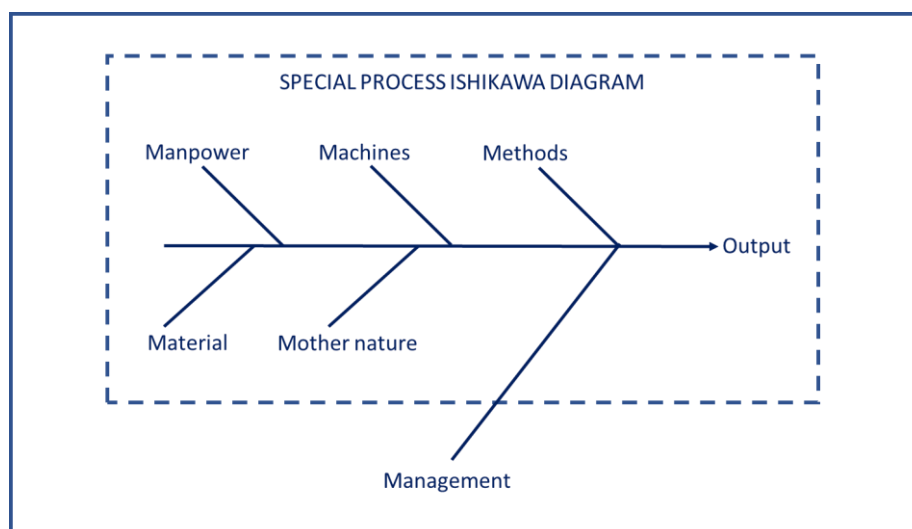 SPECIAL PROCESS ISHIKAWA DIAGRAM
Manpower
Machines
Methods
Output
Material
Mother nature
Management